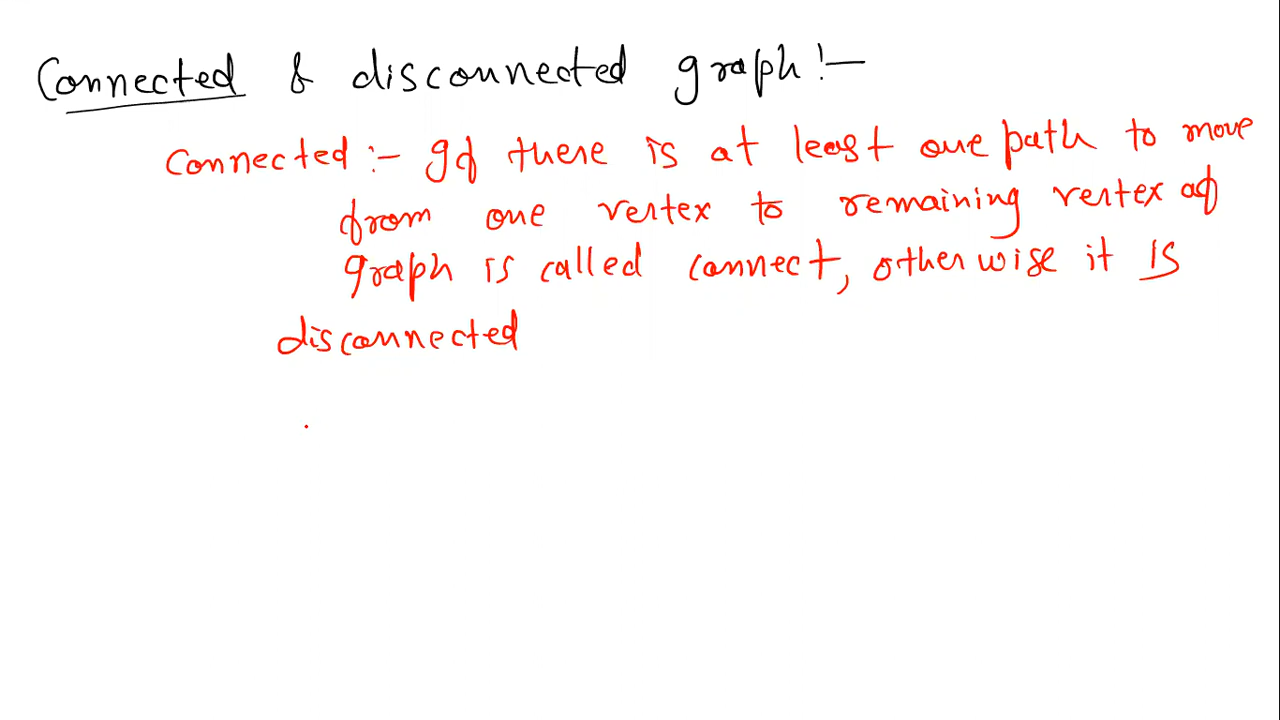 Connected & disconnected graph :-
Connected :- If there is at least one path to move
from one vertex to remaining vertex of
graph is called connect, otherwise it is
disconnected